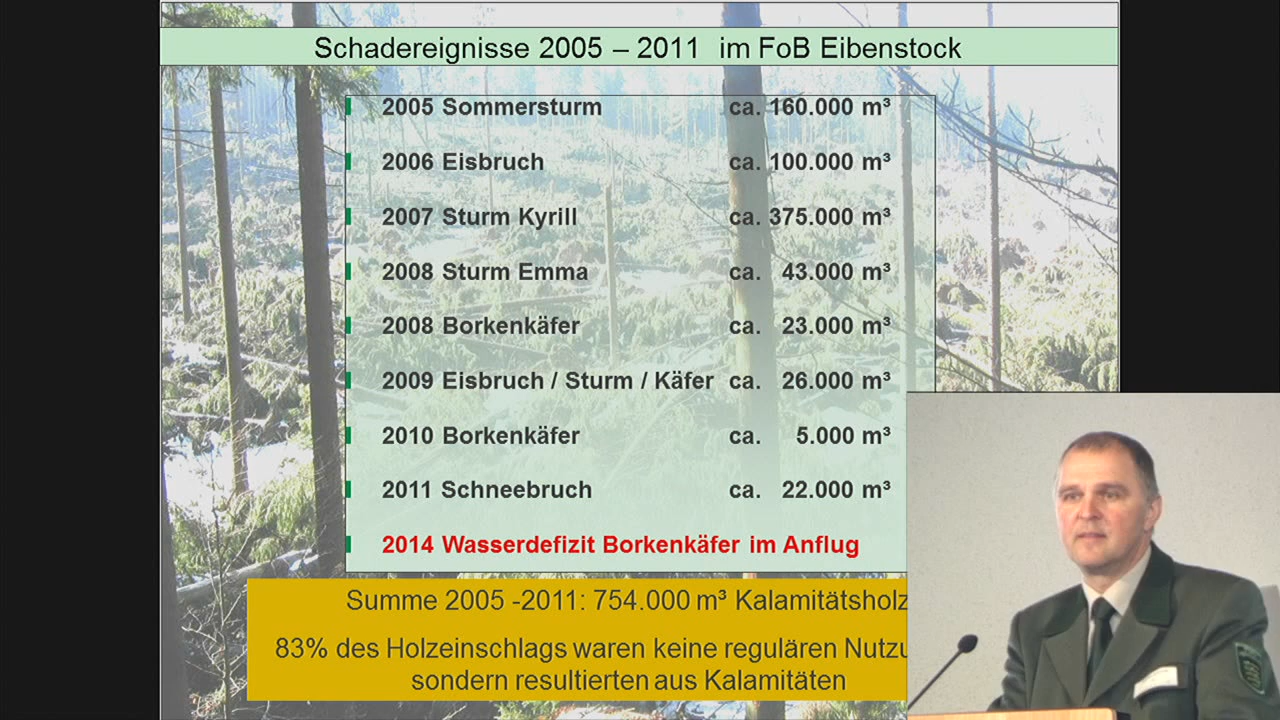 Schadereignisse 2005 – 2011 im FoB Eibenstock
2005 Sommersturm ca. 160.000 m³
2006 Eisbruch ca. 100.000 m³
2007 Sturm Kyrill ca. 375.000 m³
2008 Sturm Emma ca. 43.000 m³
2008 Borkenkäfer ca. 23.000 m³
2009 Eisbruch / Sturm / Käfer ca. 26.000 m³
2010 Borkenkäfer ca. 5.000 m³
2011 Schneebruch ca. 22.000 m³
2014 Wasserdefizit Borkenkäfer im Anflug
Summe 2005 -2011: 754.000 m³ Kalamitätsholz
83% des Holzeinschlags waren keine regulären Nutzu
sondern resultierten aus Kalamitäten